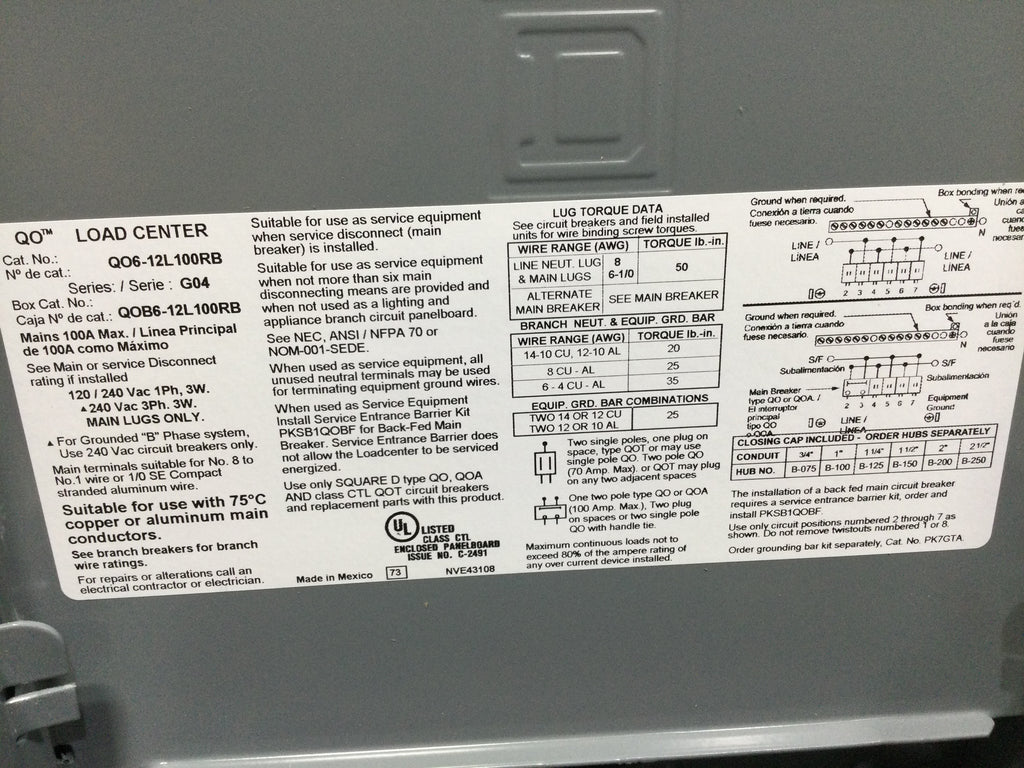 QO™ LOAD CENTER
Cat. No.:
Nº de cat.: QO6-12L100RB
Series: / Serie : G04
Box Cat. No.:
Caja Nº de cat.: QOB6-12L100RB
Mains 100A Max. / Línea Principal
de 100A como Máximo
See Main or service Disconnect
rating if installed
120 / 240 Vac 1Ph, 3W.
▲240 Vac 3Ph. 3W.
MAIN LUGS ONLY.
▲ For Grounded "B" Phase system,
Use 240 Vac circuit breakers only.
Main terminals suitable for No. 8 to
No.1 wire or 1/0 SE Compact
stranded aluminum wire.
Suitable for use with 75°C
copper or aluminum main
conductors.
See branch breakers for branch
wire ratings.
For repairs or alterations call an
electrical contractor or electrician.
Suitable for use as service equipment
when service disconnect (main
breaker) is installed.
Suitable for use as service equipment
when not more than six main
disconnecting means are provided and
when not used as a lighting and
appliance branch circuit panelboard.
See NEC, ANSI / NFPA 70 or
NOM-001-SEDE.
When used as service equipment, all
unused neutral terminals may be used
for terminating equipment ground wires.
When used as Service Equipment
Install Service Entrance Barrier Kit
PKSB1QOBF for Back-Fed Main
Breaker. Service Entrance Barrier does
not allow the Loadcenter to be serviced
energized.
Use only SQUARE D type QO, QOA
AND class CTL QOT circuit breakers
and replacement parts with this product.
UL LISTED
CLASS CTL
ENCLOSED PANELBOARD
ISSUE NO. C-2491
Made in Mexico 73 NVE43108
LUG TORQUE DATA
See circuit breakers and field installed
units for wire binding screw torques.
WIRE RANGE (AWG) TORQUE lb.-in.
LINE NEUT. LUG & MAIN LUGS 8 6-1/0 50
ALTERNATE MAIN BREAKER SEE MAIN BREAKER
BRANCH NEUT. & EQUIP. GRD. BAR
WIRE RANGE (AWG) TORQUE lb.-in.
14-10 CU, 12-10 AL 20
8 CU - AL 25
6 - 4 CU - AL 35
EQUIP. GRD. BAR COMBINATIONS
TWO 14 OR 12 CU
TWO 12 OR 10 AL 25
Two single poles, one plug on
space, type QOT or may use
single pole QO. Two pole QO
(70 Amp. Max). or QOT may plug
on any two adjacent spaces
One two pole type QO or QOA
(100 Amp. Max.), Two plug
on spaces or two single pole
QO with handle tie.
Maximum continuous loads not to
exceed 80% of the ampere rating of
any over current device installed.
Ground when required.
Conexión a tierra cuando
fuese necesario.
Box bonding when re
Unión a
caj
fues
neceser
N
LINE /
LÍNEA
LINE /
LÍNEA
2 3 4 5 6 7
Ground when required.
Conexión a tierra cuando
fuese necesario.
Box bonding when req'd.
Unión
a la caja
cuando
fuese
necesario
N
S/F
Subalimentación
S/F
Subalimentación
Main Breaker
type QO or QOA /
El interruptor
principal
tipo QO
o QOA
2 3 4 5 6 7
LINE /
LÍNEA
Equipment
Ground
CLOSING CAP INCLUDED - ORDER HUBS SEPARATELY
CONDUIT 3/4" 1" 1 1/4" 1 1/2" 2" 2 1/2"
HUB NO. B-075 B-100 B-125 B-150 B-200 B-250
The installation of a back fed main circuit breaker
requires a service entrance barrier kit, order and
install PKSB1QOBF.
Use only circuit positions numbered 2 through 7 as
shown. Do not remove twistouts numbered 1 or 8.
Order grounding bar kit separately, Cat. No. PK7GTA.